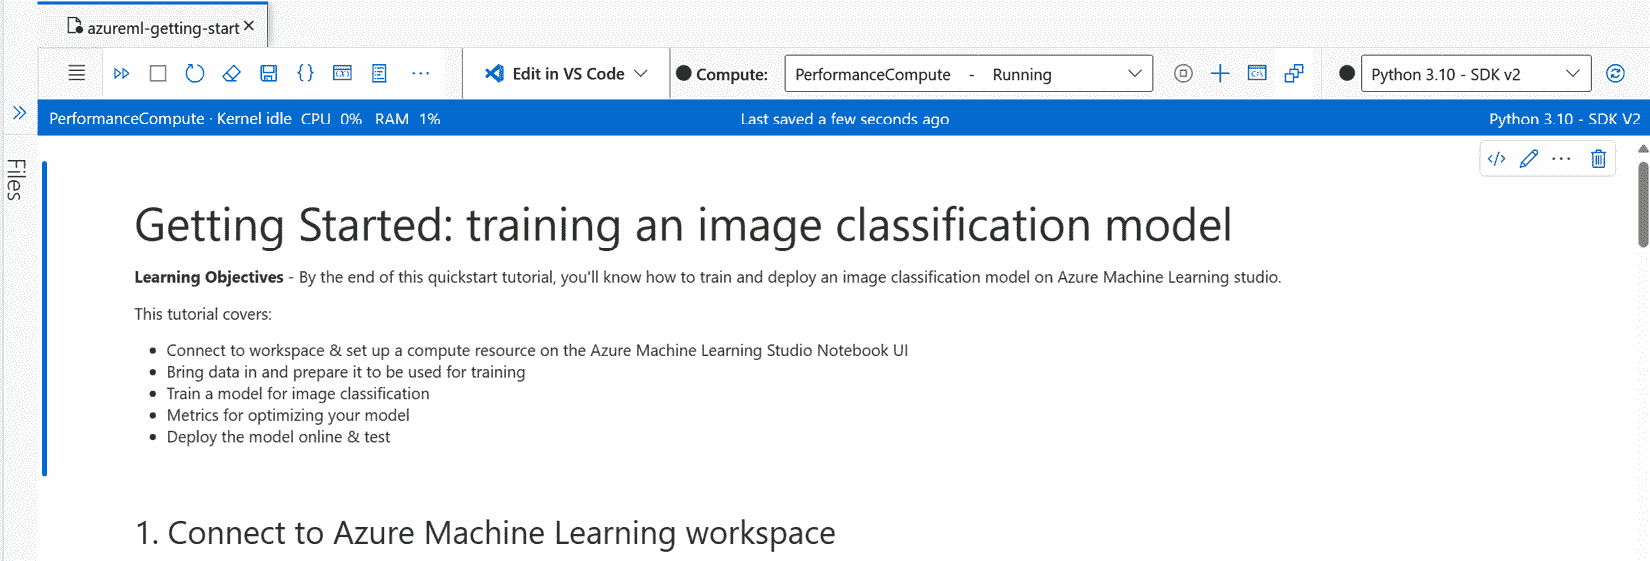 azureml-getting-start
Edit in VS Code
Compute:
PerformanceCompute - Running
Python 3.10 - SDK v2
PerformanceCompute · Kernel idle CPU 0% RAM 1%
Last saved a few seconds ago
Python 3.10 - SDK V2
Files
Getting Started: training an image classification model
Learning Objectives - By the end of this quickstart tutorial, you'll know how to train and deploy an image classification model on Azure Machine Learning studio.
This tutorial covers:
• Connect to workspace & set up a compute resource on the Azure Machine Learning Studio Notebook UI
• Bring data in and prepare it to be used for training
• Train a model for image classification
• Metrics for optimizing your model
• Deploy the model online & test
1. Connect to Azure Machine Learning workspace